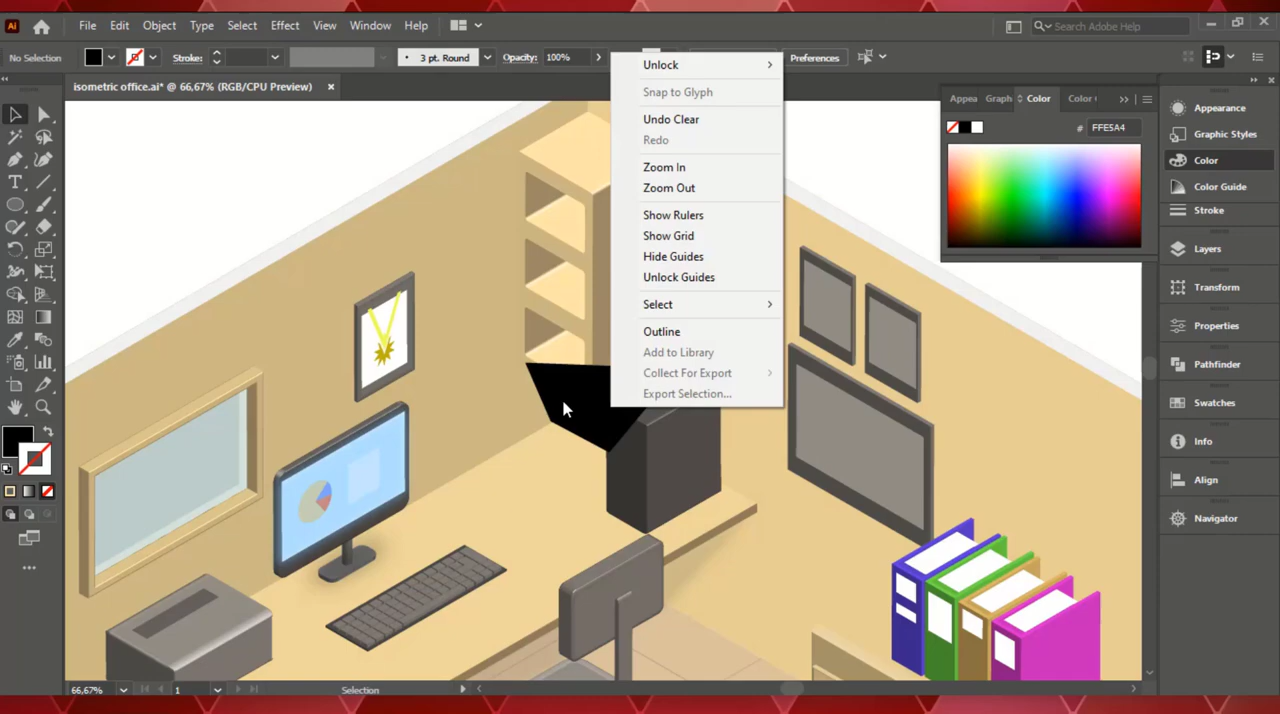 Ai
File Edit Object Type Select Effect View Window Help
Search Adobe Help
No Selection
Stroke:
3 pt. Round
Opacity: 100%
Preferences
isometric office.ai* @ 66,67% (RGB/CPU Preview)
Unlock
Snap to Glyph
Undo Clear
Redo
Zoom In
Zoom Out
Show Rulers
Show Grid
Hide Guides
Unlock Guides
Select
Outline
Add to Library
Collect For Export
Export Selection...
Appea Graph Color Color
# FFE5A4
Appearance
Graphic Styles
Color
Color Guide
Stroke
Layers
Transform
Properties
Pathfinder
Swatches
Info
Align
Navigator
66,67% 1 Selection